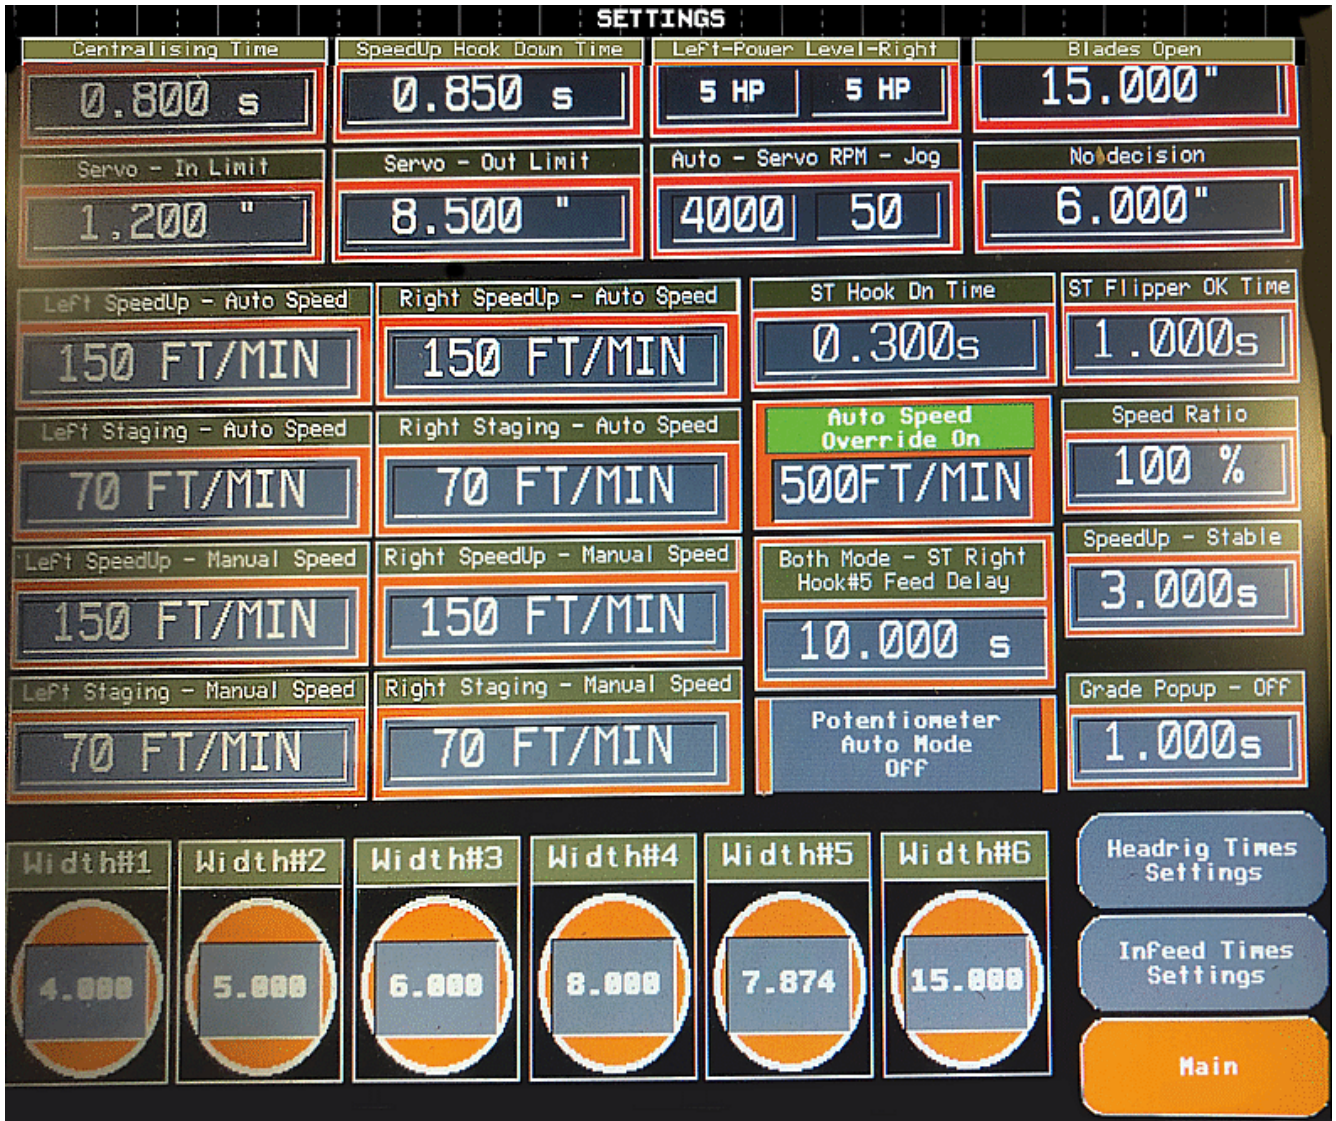 SETTINGS
Centralising Time
SpeedUp Hook Down Time
Left-Power Level-Right
Blades Open
0.800 s
0.850 s
5 HP
5 HP
15.000"
Servo - In Limit
Servo - Out Limit
Auto - Servo RPM - Jog
No decision
1.200 "
8.500 "
4000
50
6.000"
Left SpeedUp - Auto Speed
Right SpeedUp - Auto Speed
ST Hook Dn Time
ST Flipper OK Time
150 FT/MIN
150 FT/MIN
0.300s
1.000s
Left Staging - Auto Speed
Right Staging - Auto Speed
Auto Speed
Override On
Speed Ratio
70 FT/MIN
70 FT/MIN
500FT/MIN
100 %
Left SpeedUp - Manual Speed
Right SpeedUp - Manual Speed
Both Mode - ST Right
Hook#5 Feed Delay
SpeedUp - Stable
150 FT/MIN
150 FT/MIN
10.000 s
3.000s
Left Staging - Manual Speed
Right Staging - Manual Speed
Potentiometer
Auto Mode
Off
Grade Popup - OFF
70 FT/MIN
70 FT/MIN
1.000s
Width#1
Width#2
Width#3
Width#4
Width#5
Width#6
4.000
5.000
6.000
8.000
7.874
15.000
Headrig Times
Settings
Infeed Times
Settings
Main